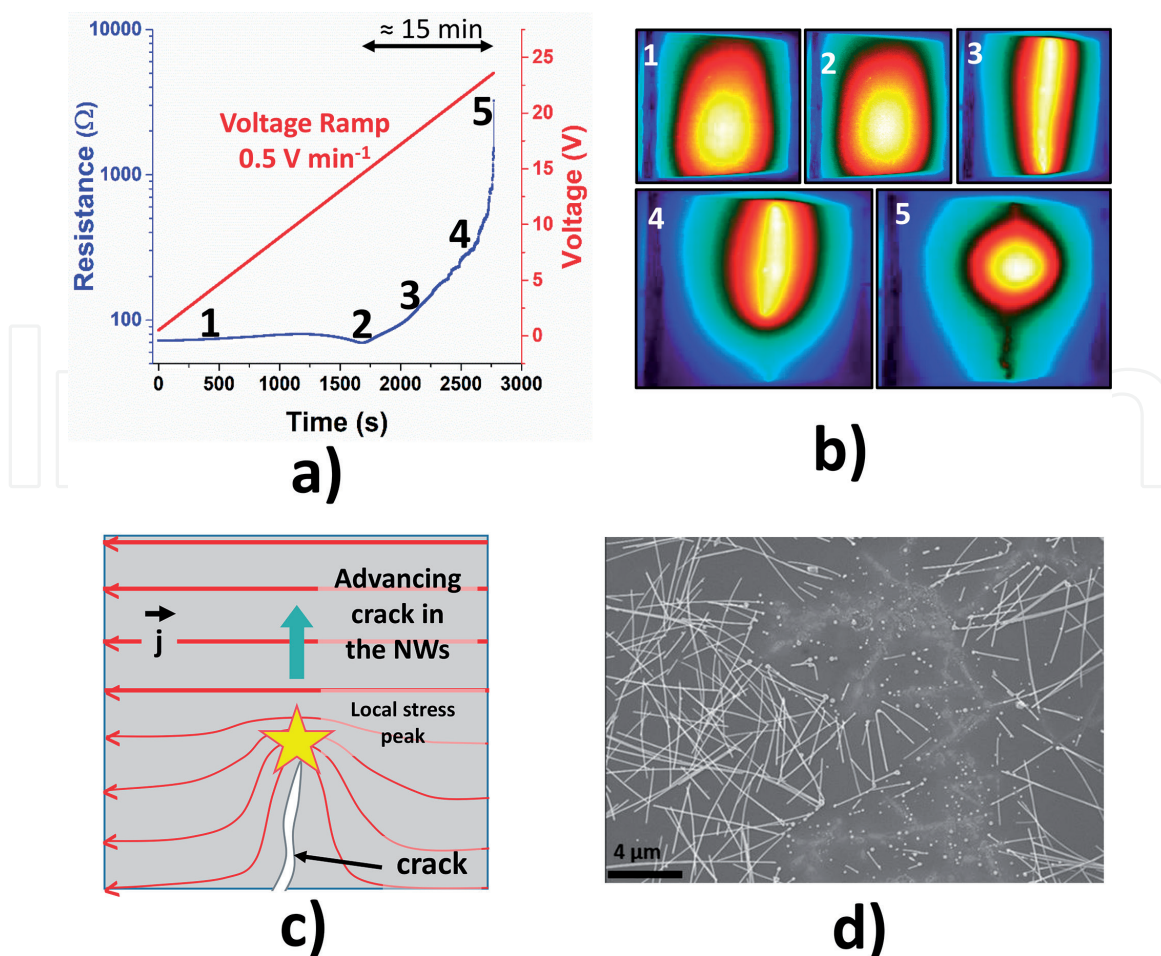 ≈ 15 min
10000
1000
100
Resistance (Ω)
Voltage Ramp
0.5 V min⁻¹
1
2
3
4
5
25
20
15
10
5
0
Voltage (V)
0 500 1000 1500 2000 2500 3000
Time (s)
a)
1
2
3
4
5
b)
j
Advancing
crack in
the NWs
Local stress
peak
crack
c)
4 μm
d)